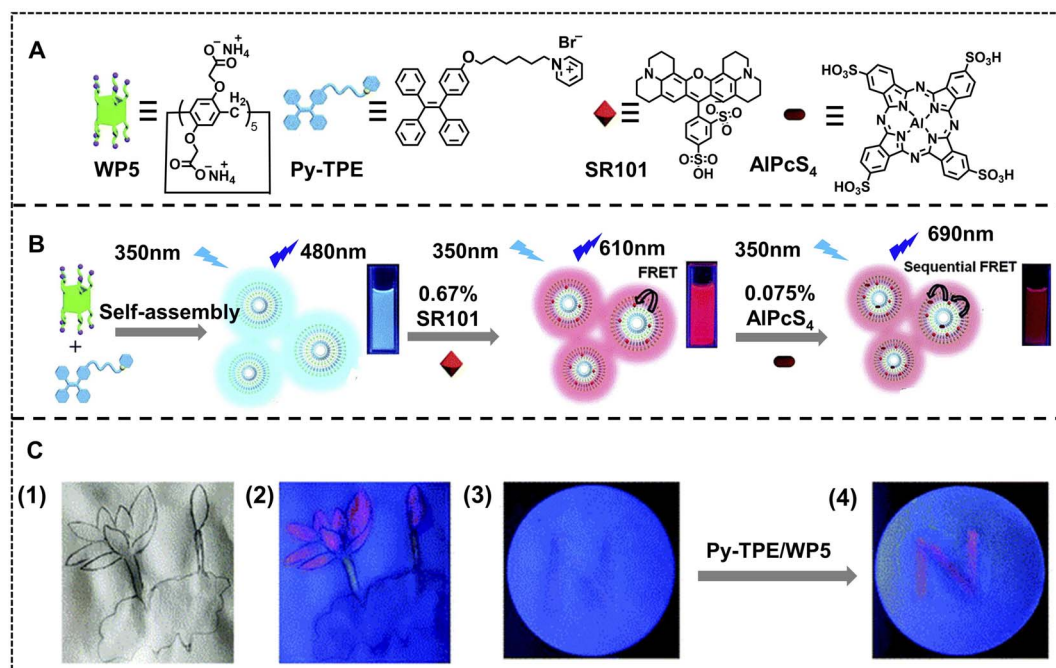 A
WP5
O
O⁻NH₄⁺
O
H₂
C
5
O
O
O⁻NH₄⁺
Py-TPE
O
Br⁻
N
+
SR101
N
O
N⁺
O
S=O
O
O=S=O
OH
AlPcS₄
SO₃H
HO₃S
N
N
N
N
Al
N
N
N
N
HO₃S
SO₃H
B
350nm
480nm
350nm
610nm
350nm
690nm
FRET
Sequential FRET
Self-assembly
0.67%
SR101
0.075%
AlPcS₄
+
C
(1)
(2)
(3)
(4)
Py-TPE/WP5
N